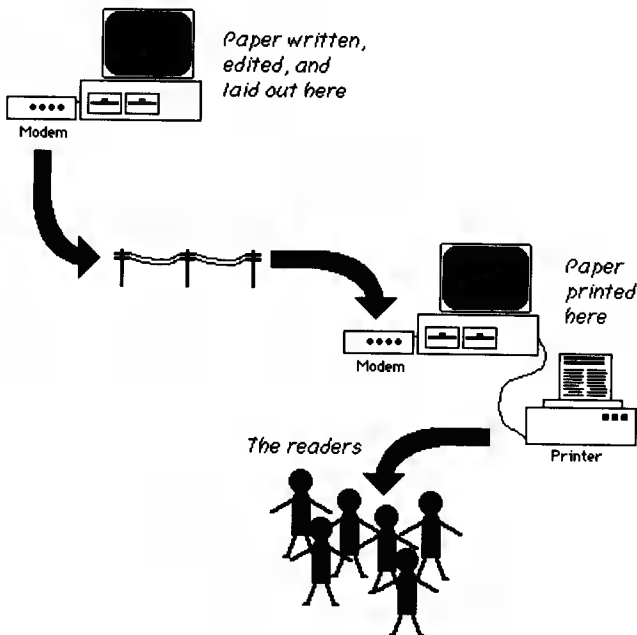 Paper written,
edited, and
laid out here
Modem
Paper
printed
here
Modem
Printer
The readers